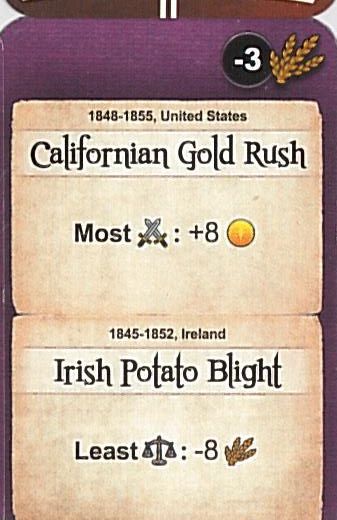 -3
1848-1855, United States
Californian Gold Rush
Most : +8
1845-1852, Ireland
Irish Potato Blight
Least : -8